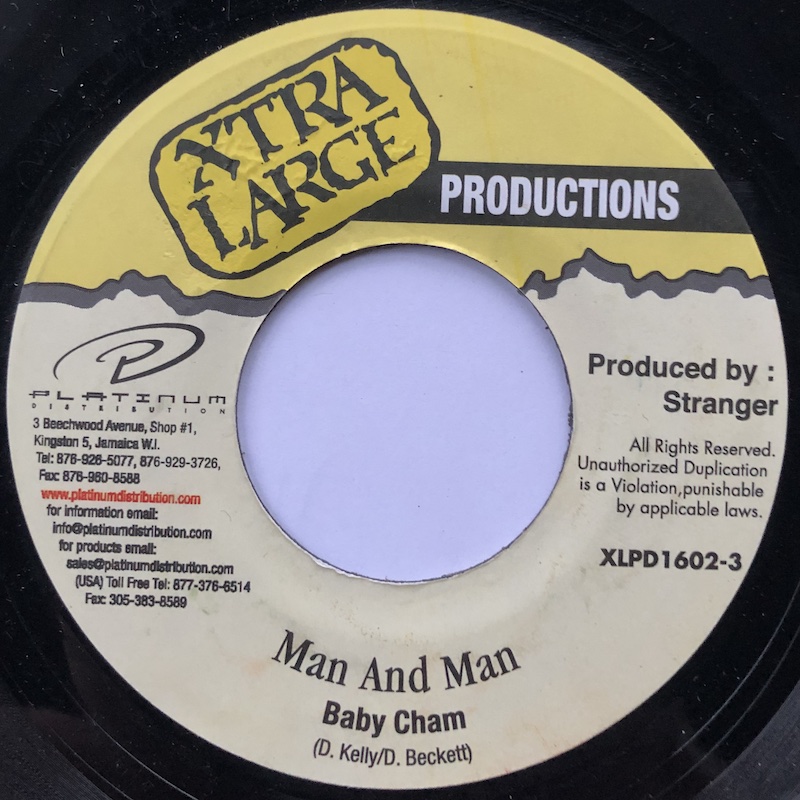 XTRA
LARGE
PRODUCTIONS
PLATINUM
DISTRIBUTION
3 Beechwood Avenue, Shop #1,
Kingston 5, Jamaica W.I.
Tel: 876-926-5077, 876-929-3726,
Fax: 876-960-8588
www.platinumdistribution.com
for information email:
info@platinumdistribution.com
for products email:
sales@platinumdistribution.com
(USA) Toll Free Tel: 877-376-6514
Fax: 305-383-8589
Produced by :
Stranger
All Rights Reserved.
Unauthorized Duplication
is a Violation,punishable
by applicable laws.
XLPD1602-3
Man And Man
Baby Cham
(D. Kelly/D. Beckett)